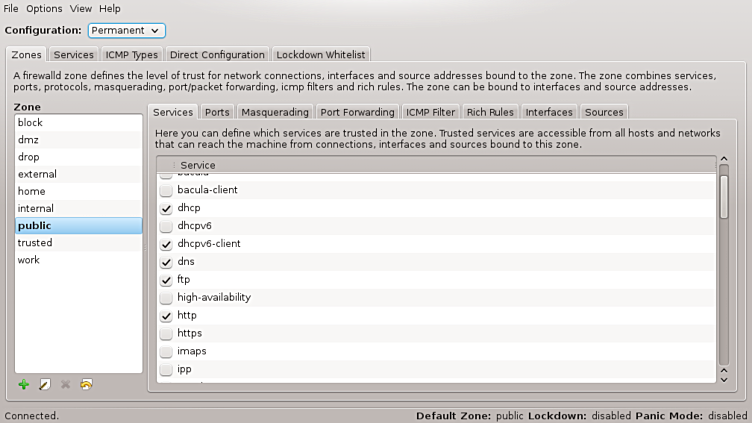 File Options View Help
Configuration: Permanent
Zones Services ICMP Types Direct Configuration Lockdown Whitelist
A firewalld zone defines the level of trust for network connections, interfaces and source addresses bound to the zone. The zone combines services,
ports, protocols, masquerading, port/packet forwarding, icmp filters and rich rules. The zone can be bound to interfaces and source addresses.
Zone
block
dmz
drop
external
home
internal
public
trusted
work
Services Ports Masquerading Port Forwarding ICMP Filter Rich Rules Interfaces Sources
Here you can define which services are trusted in the zone. Trusted services are accessible from all hosts and networks
that can reach the machine from connections, interfaces and sources bound to this zone.
Service
bacula
bacula-client
dhcp
dhcpv6
dhcpv6-client
dns
ftp
high-availability
http
https
imaps
ipp
Connected.
Default Zone: public Lockdown: disabled Panic Mode: disabled